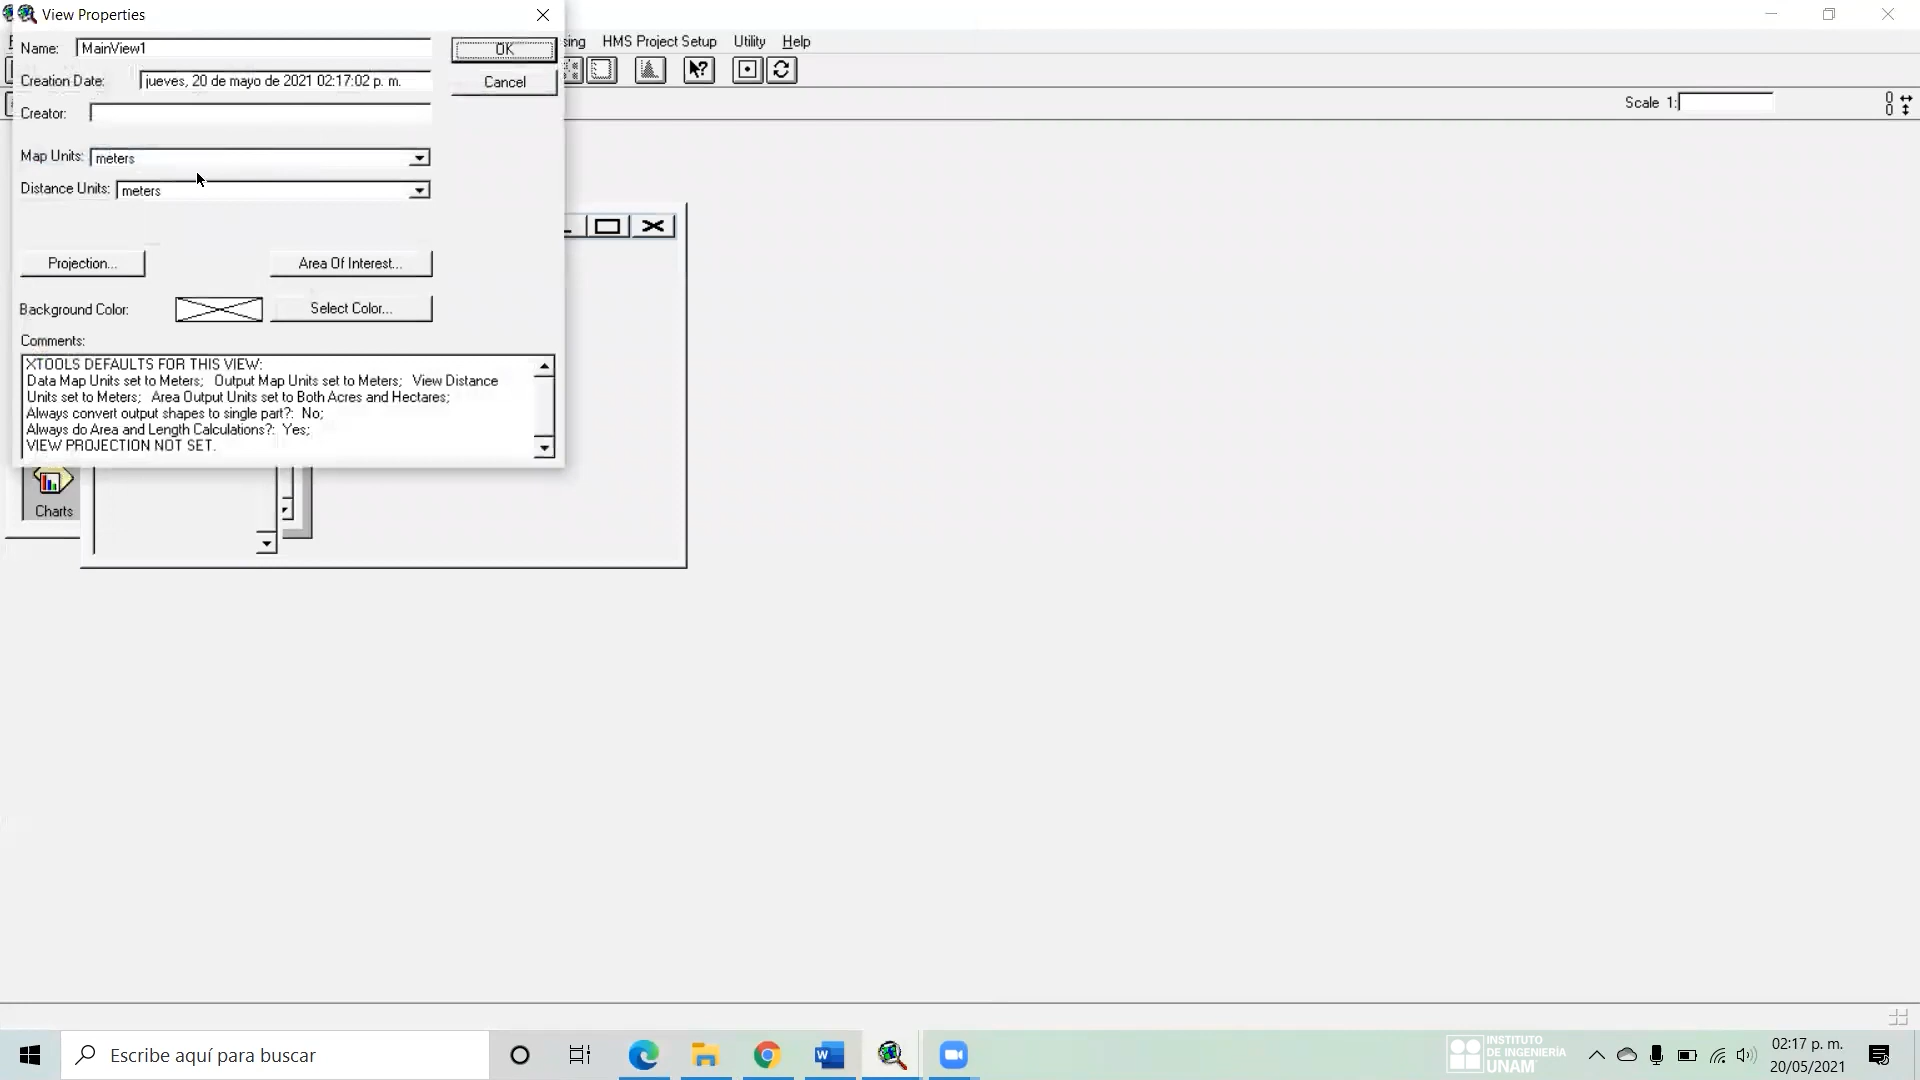 View Properties
Name: MainView1
OK
Creation Date: jueves, 20 de mayo de 2021 02:17:02 p. m.
Cancel
Creator:
Map Units: meters
Distance Units: meters
Projection...
Area Of Interest...
Background Color:
Select Color...
Comments:
XTOOLS DEFAULTS FOR THIS VIEW:
Data Map Units set to Meters; Output Map Units set to Meters; View Distance
Units set to Meters; Area Output Units set to Both Acres and Hectares;
Always convert output shapes to single part?: No;
Always do Area and Length Calculations?: Yes;
VIEW PROJECTION NOT SET.
HMS Project Setup Utility Help
Scale 1:
0
0
Charts
Escribe aquí para buscar
INSTITUTO
DE INGENIERÍA
UNAM
02:17 p. m.
20/05/2021